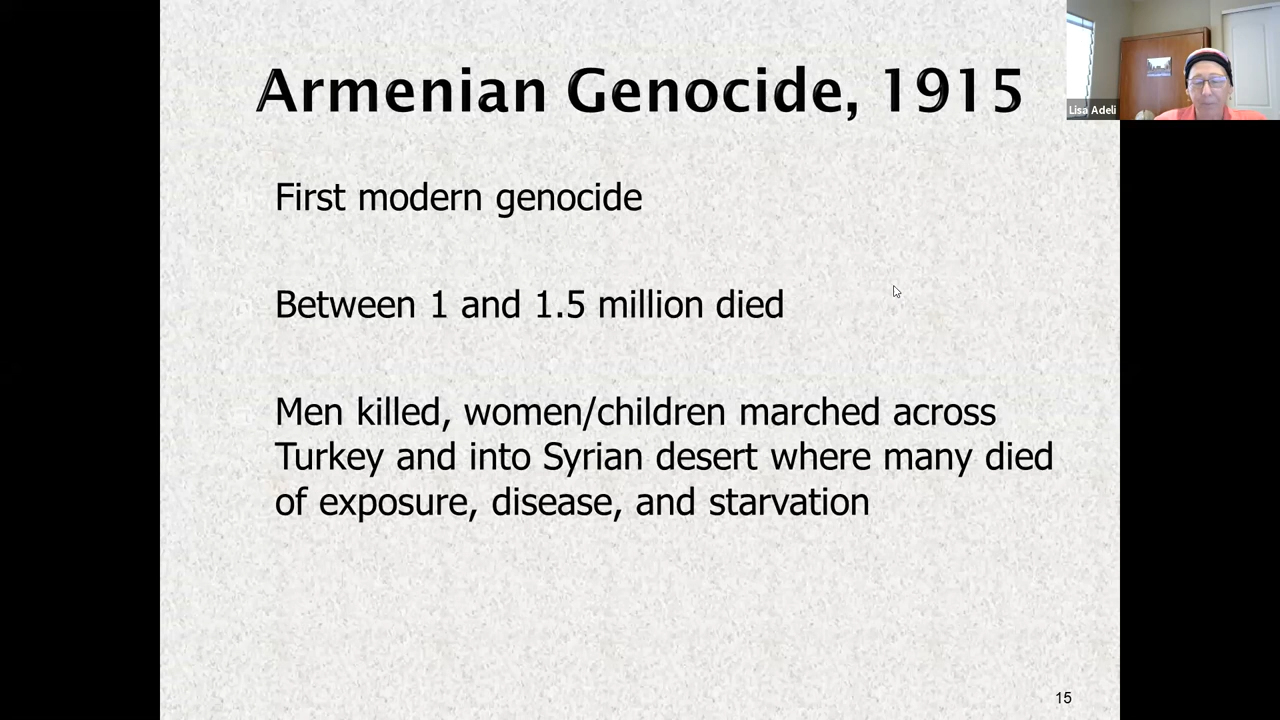 Armenian Genocide, 1915
Lisa Adeli
First modern genocide
Between 1 and 1.5 million died
Men killed, women/children marched across
Turkey and into Syrian desert where many died
of exposure, disease, and starvation
15